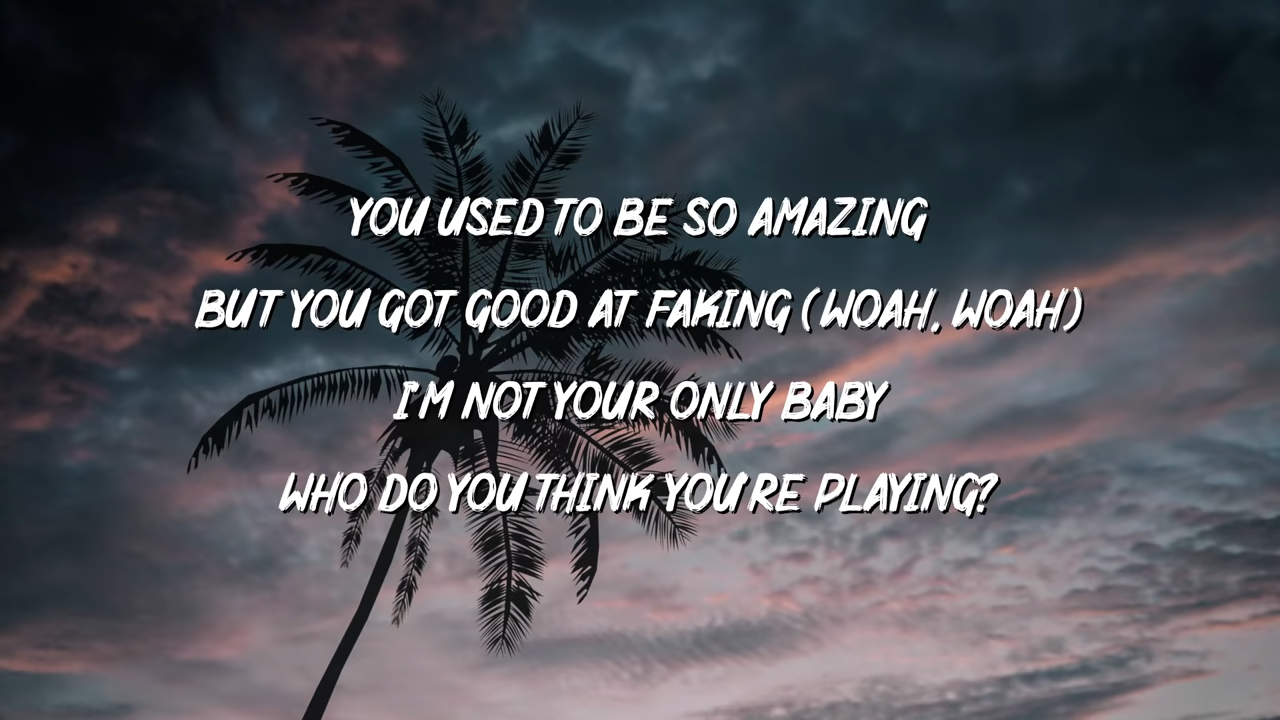 YOU USED TO BE SO AMAZING
BUT YOU GOT GOOD AT FAKING (WOAH, WOAH)
I'M NOT YOUR ONLY BABY
WHO DO YOU THINK YOU'RE PLAYING?